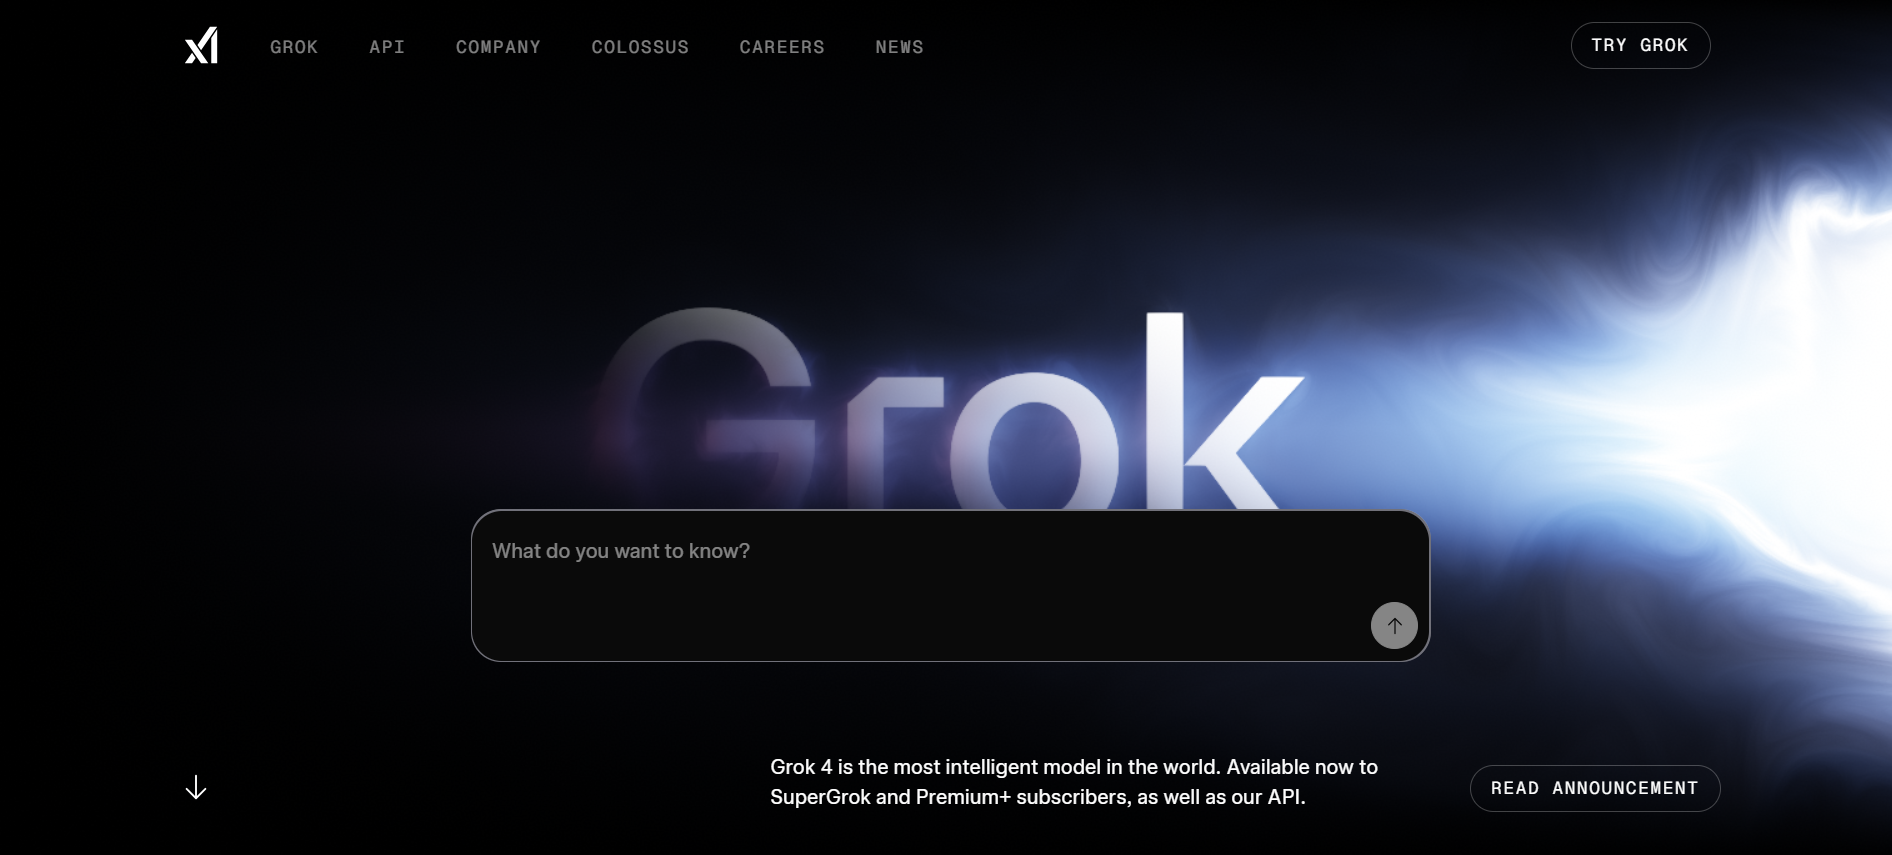 xI
GROK
API
COMPANY
COLOSSUS
CAREERS
NEWS
TRY GROK
Grok
What do you want to know?
Grok 4 is the most intelligent model in the world. Available now to
SuperGrok and Premium+ subscribers, as well as our API.
READ ANNOUNCEMENT